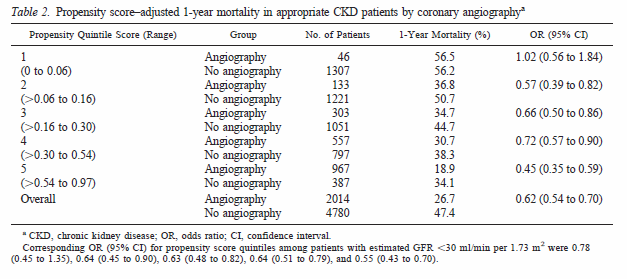 Table 2. Propensity score–adjusted 1-year mortality in appropriate CKD patients by coronary angiographyᵃ
Propensity Quintile Score (Range) Group No. of Patients 1-Year Mortality (%) OR (95% CI)
1 Angiography 46 56.5 1.02 (0.56 to 1.84)
(0 to 0.06) No angiography 1307 56.2
2 Angiography 133 36.8 0.57 (0.39 to 0.82)
(>0.06 to 0.16) No angiography 1221 50.7
3 Angiography 303 34.7 0.66 (0.50 to 0.86)
(>0.16 to 0.30) No angiography 1051 44.7
4 Angiography 557 30.7 0.72 (0.57 to 0.90)
(>0.30 to 0.54) No angiography 797 38.3
5 Angiography 967 18.9 0.45 (0.35 to 0.59)
(>0.54 to 0.97) No angiography 387 34.1
Overall Angiography 2014 26.7 0.62 (0.54 to 0.70)
No angiography 4780 47.4
ᵃ CKD, chronic kidney disease; OR, odds ratio; CI, confidence interval.
Corresponding OR (95% CI) for propensity score quintiles among patients with estimated GFR <30 ml/min per 1.73 m² were 0.78
(0.45 to 1.35), 0.64 (0.45 to 0.90), 0.63 (0.48 to 0.82), 0.64 (0.51 to 0.79), and 0.55 (0.43 to 0.70).